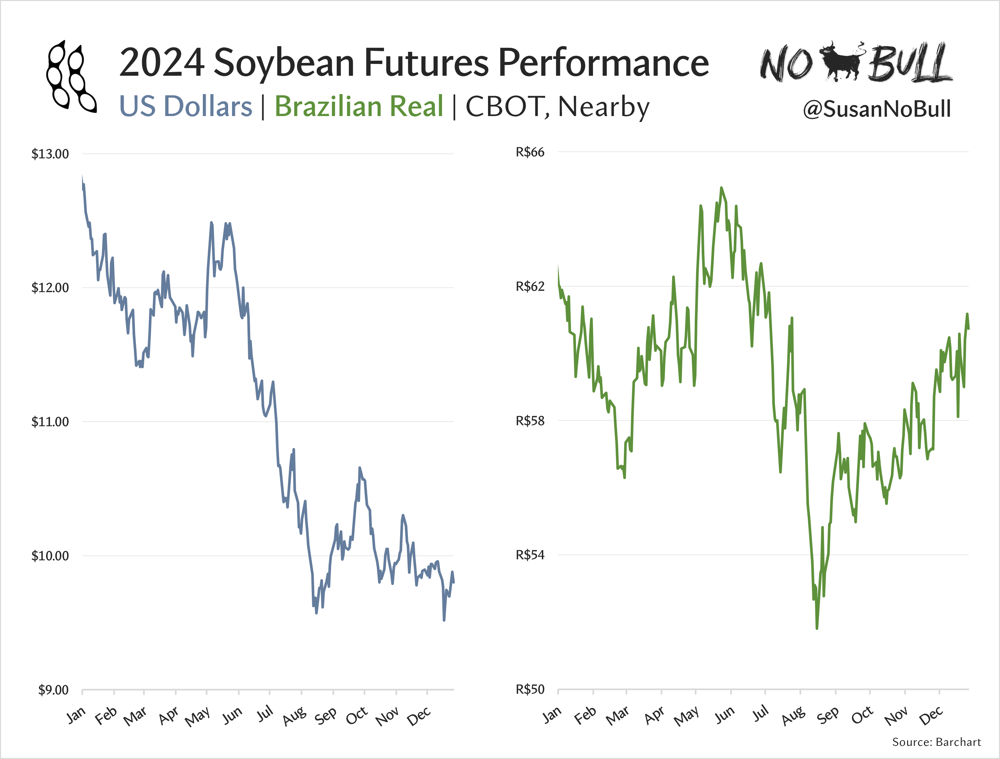 2024 Soybean Futures Performance
US Dollars | Brazilian Real | CBOT, Nearby
NO BULL
@SusanNoBull
$13.00
$12.00
$11.00
$10.00
$9.00
Jan Feb Mar Apr May Jun Jul Aug Sep Oct Nov Dec
R$66
R$62
R$58
R$54
R$50
Jan Feb Mar Apr May Jun Jul Aug Sep Oct Nov Dec
Source: Barchart